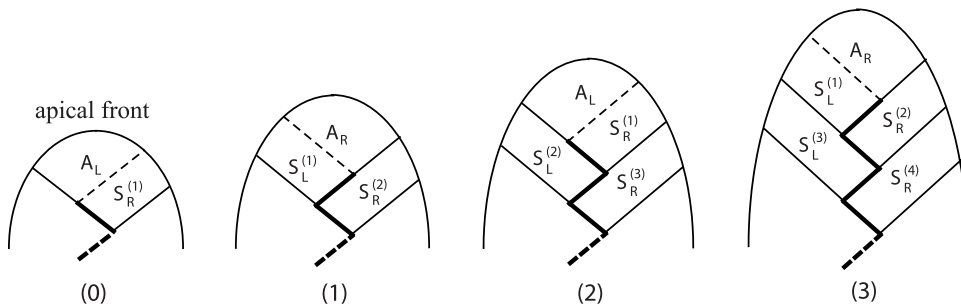 apical front
A_L
S_R^(1)
(0)
A_R
S_L^(1)
S_R^(2)
(1)
A_L
S_R^(1)
S_L^(2)
S_R^(3)
(2)
A_R
S_L^(1)
S_R^(2)
S_L^(3)
S_R^(4)
(3)